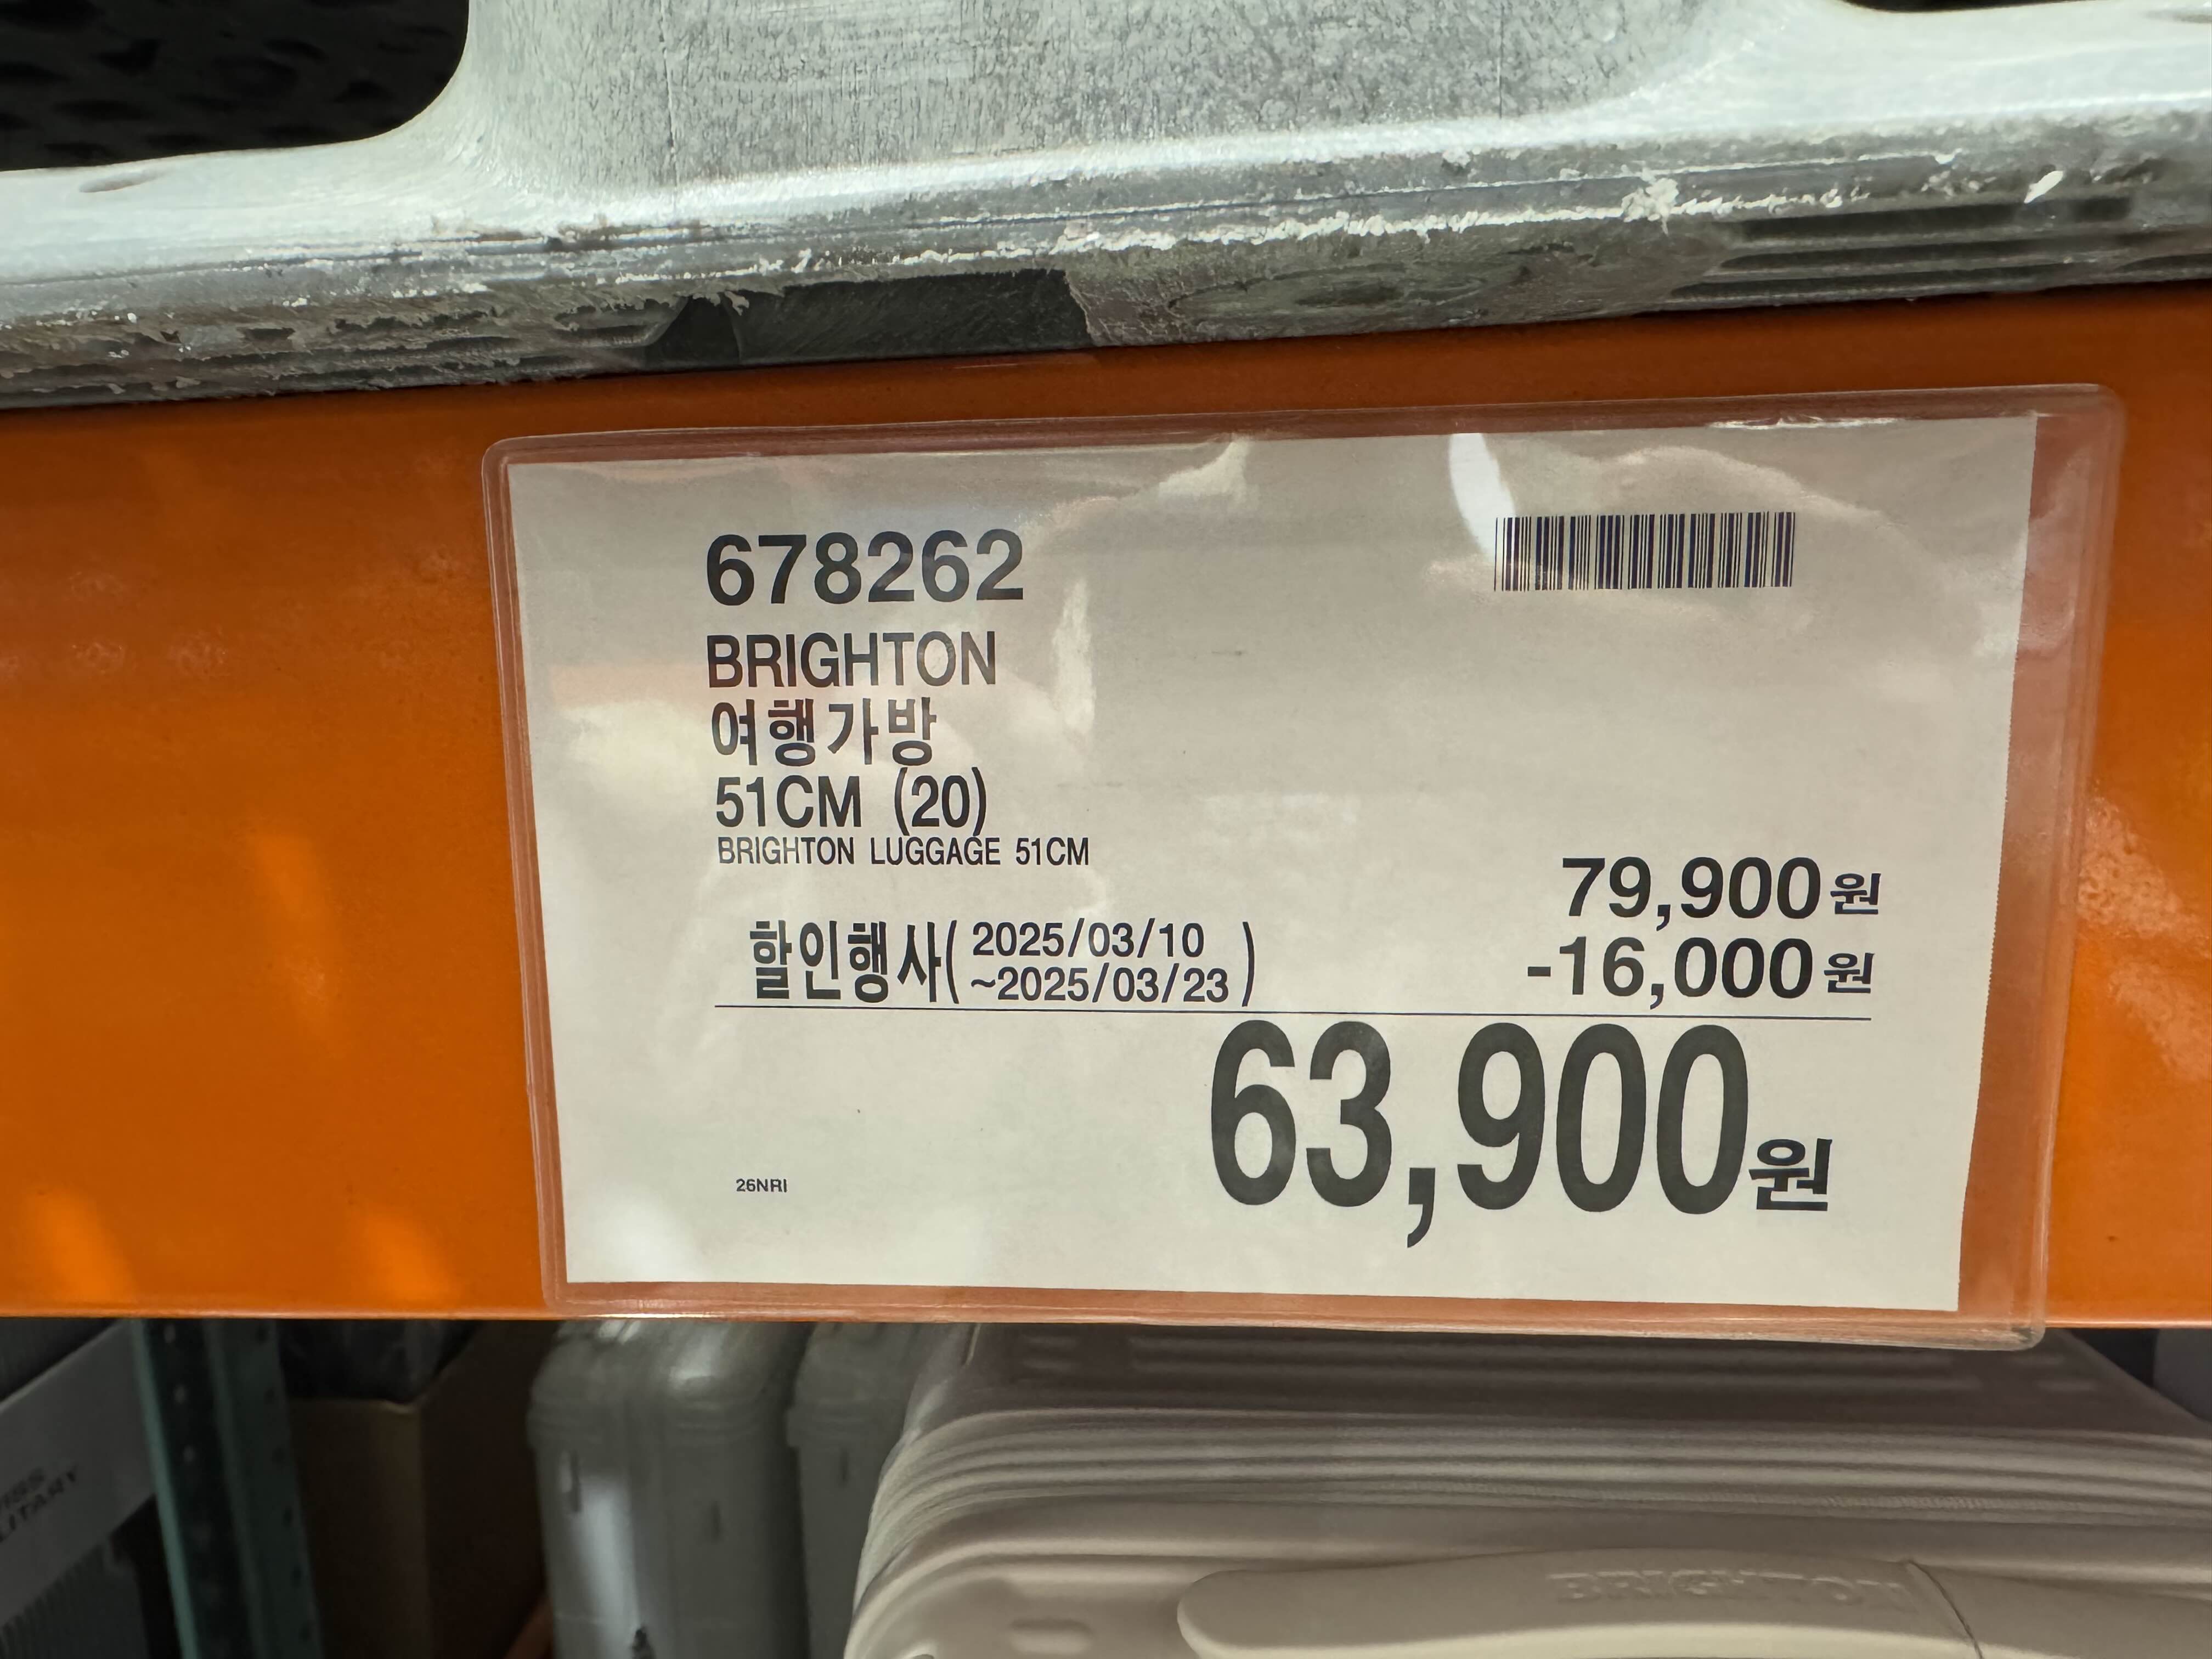 678262
BRIGHTON
여행가방
51CM (20)
BRIGHTON LUGGAGE 51CM
79,900원
할인행사( 2025/03/10
~2025/03/23 )
-16,000원
63,900원
26NRI
BRIGHTON